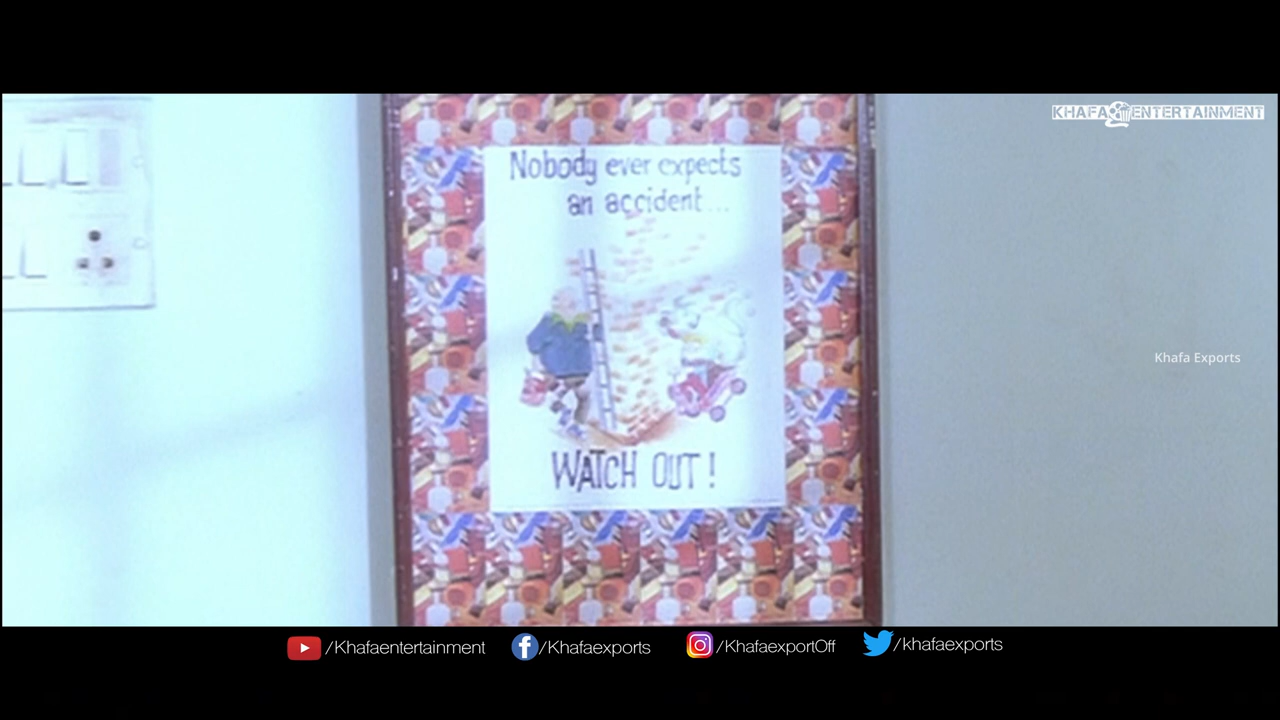 KHAFA ENTERTAINMENT
Nobody ever expects
an accident...
Khafa Exports
WATCH OUT!
/Khafaentertainment
/Khafaexports
/KhafaexportOff
/khafaexports